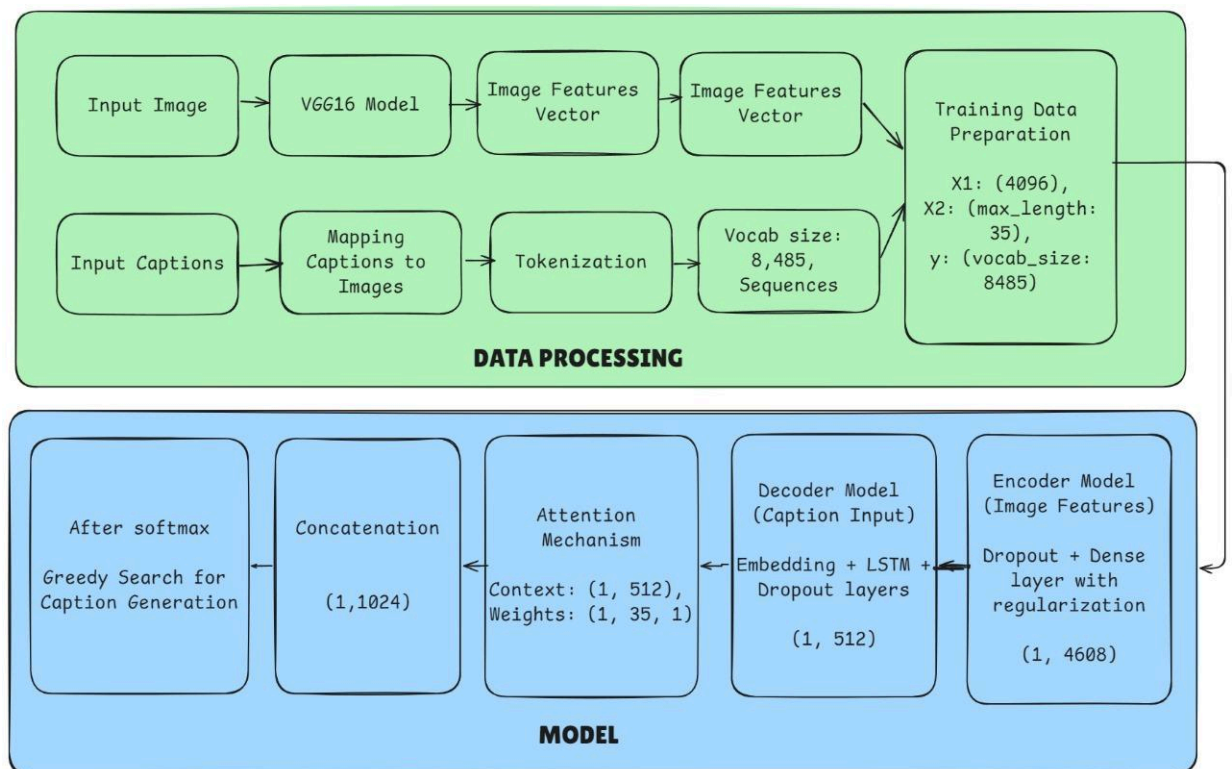 Input Image
VGG16 Model
Image Features
Vector
Image Features
Vector
Training Data
Preparation
X1: (4096),
X2: (max_length:
35),
y: (vocab_size:
8485)
Input Captions
Mapping
Captions to
Images
Tokenization
Vocab size:
8,485,
Sequences
DATA PROCESSING
After softmax
Greedy Search for
Caption Generation
Concatenation
(1,1024)
Attention
Mechanism
Context: (1, 512),
Weights: (1, 35, 1)
Decoder Model
(Caption Input)
Embedding + LSTM +
Dropout layers
(1, 512)
Encoder Model
(Image Features)
Dropout + Dense
layer with
regularization
(1, 4608)
MODEL